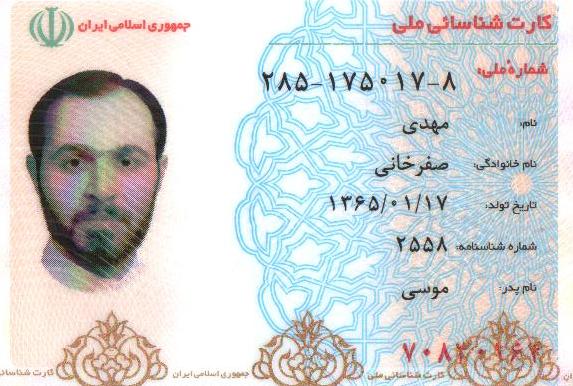 کارت شناسائی ملی
جمهوری اسلامی ایران
شماره ملی: ۲۸۵-۱۷۵۰۱۷-۸
نام: مهدی
نام خانوادگی: صفرخانی
تاریخ تولد: ۱۳۶۵/۰۱/۱۷
شماره شناسنامه: ۲۵۵۸
نام پدر: موسی
کارت شناسائی جمهوری اسلامی ایران کارت شناسائی ملی